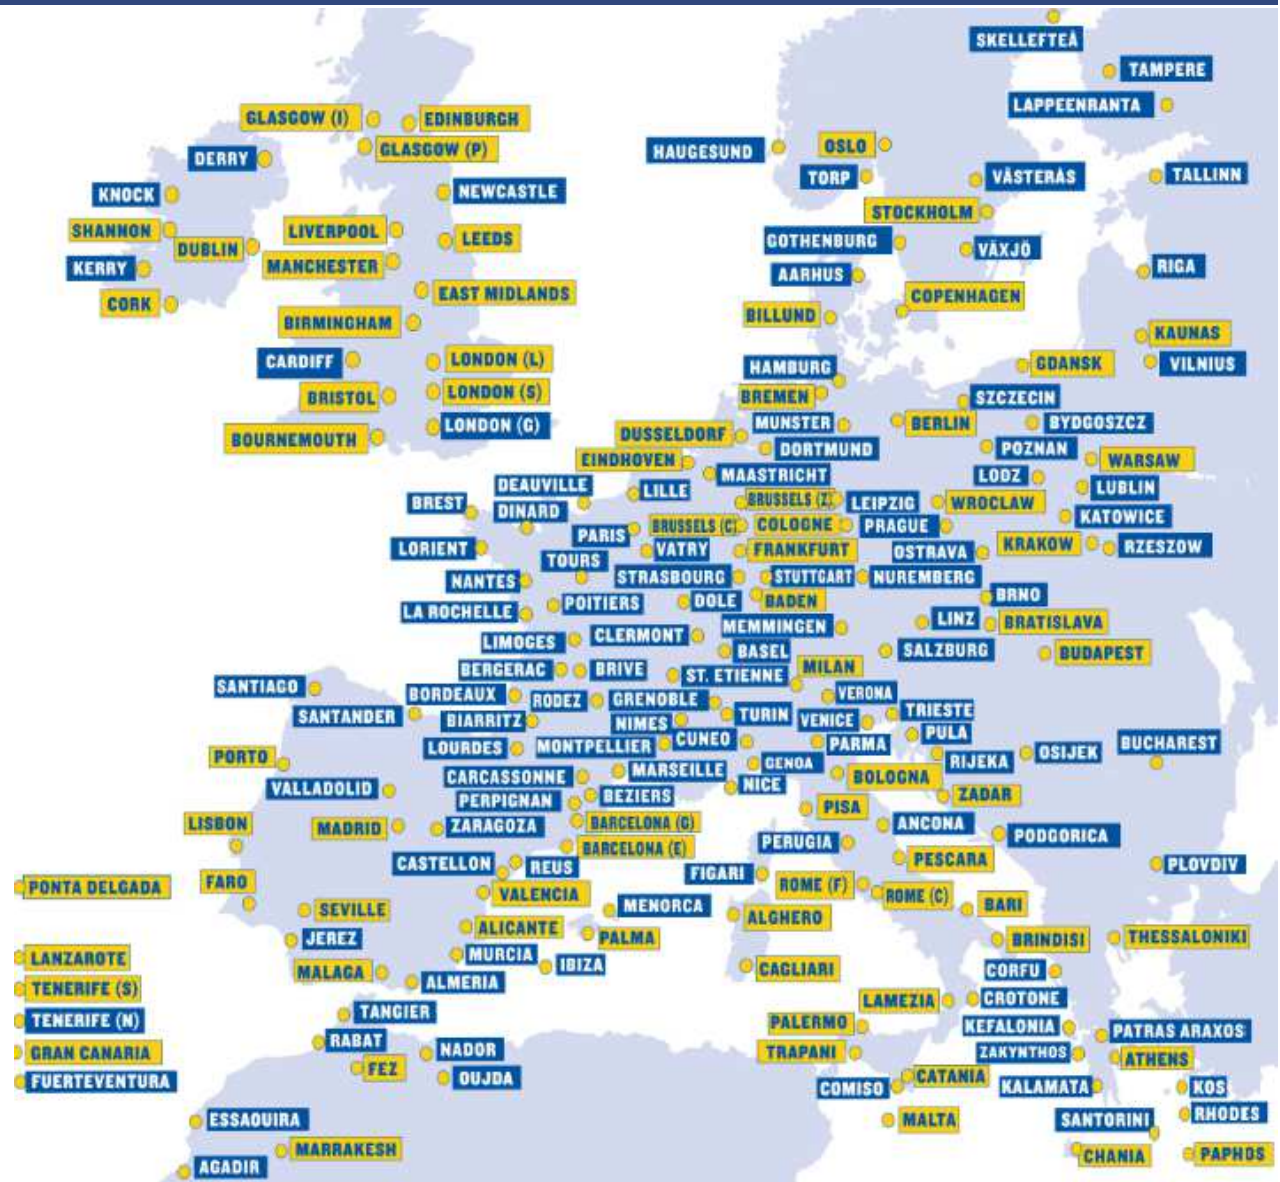 SKELLEFTEÅ
TAMPERE
LAPPEENRANTA
GLASGOW (I)
EDINBURGH
GLASGOW (P)
HAUGESUND
OSLO
DERRY
TORP
VÄSTERÅS
TALLINN
KNOCK
NEWCASTLE
STOCKHOLM
SHANNON
DUBLIN
LIVERPOOL
LEEDS
GOTHENBURG
VÄXJÖ
KERRY
MANCHESTER
AARHUS
RIGA
CORK
EAST MIDLANDS
COPENHAGEN
BIRMINGHAM
BILLUND
KAUNAS
CARDIFF
LONDON (L)
HAMBURG
GDANSK
VILNIUS
BRISTOL
LONDON (S)
BREMEN
SZCZECIN
BOURNEMOUTH
LONDON (G)
DUSSELDORF
MUNSTER
BERLIN
BYDGOSZCZ
EINDHOVEN
DORTMUND
POZNAN
WARSAW
DEAUVILLE
LILLE
MAASTRICHT
LODZ
LUBLIN
BREST
DINARD
BRUSSELS (Z)
LEIPZIG
WROCLAW
KATOWICE
PARIS
BRUSSELS (C)
COLOGNE
PRAGUE
LORIENT
TOURS
VATRY
FRANKFURT
OSTRAVA
KRAKOW
RZESZOW
NANTES
STRASBOURG
STUTTGART
NUREMBERG
LA ROCHELLE
POITIERS
DOLE
BADEN
BRNO
LIMOGES
CLERMONT
MEMMINGEN
LINZ
BRATISLAVA
BASEL
SALZBURG
BUDAPEST
BERGERAC
BRIVE
ST. ETIENNE
MILAN
SANTIAGO
BORDEAUX
RODEZ
GRENOBLE
VERONA
SANTANDER
BIARRITZ
NIMES
TURIN
VENICE
TRIESTE
LOURDES
MONTPELLIER
CUNEO
PARMA
PULA
BUCHAREST
PORTO
CARCASSONNE
MARSEILLE
GENOA
BOLOGNA
RIJEKA
OSIJEK
VALLADOLID
PERPIGNAN
BEZIERS
NICE
ZADAR
LISBON
MADRID
ZARAGOZA
BARCELONA (G)
PISA
ANCONA
PODGORICA
CASTELLON
REUS
BARCELONA (E)
PERUGIA
PESCARA
PLOVDIV
PONTA DELGADA
FARO
VALENCIA
FIGARI
ROME (F)
ROME (C)
SEVILLE
MENORCA
ALGHERO
BARI
JEREZ
ALICANTE
PALMA
BRINDISI
THESSALONIKI
LANZAROTE
MALAGA
MURCIA
IBIZA
CAGLIARI
CORFU
TENERIFE (S)
ALMERIA
LAMEZIA
CROTONE
TENERIFE (N)
TANGIER
PALERMO
KEFALONIA
PATRAS ARAXOS
GRAN CANARIA
RABAT
NADOR
TRAPANI
ZAKYNTHOS
ATHENS
FUERTEVENTURA
FEZ
OUJDA
COMISO
CATANIA
KALAMATA
KOS
ESSAOUIRA
MALTA
SANTORINI
RHODES
MARRAKESH
CHANIA
PAPHOS
AGADIR